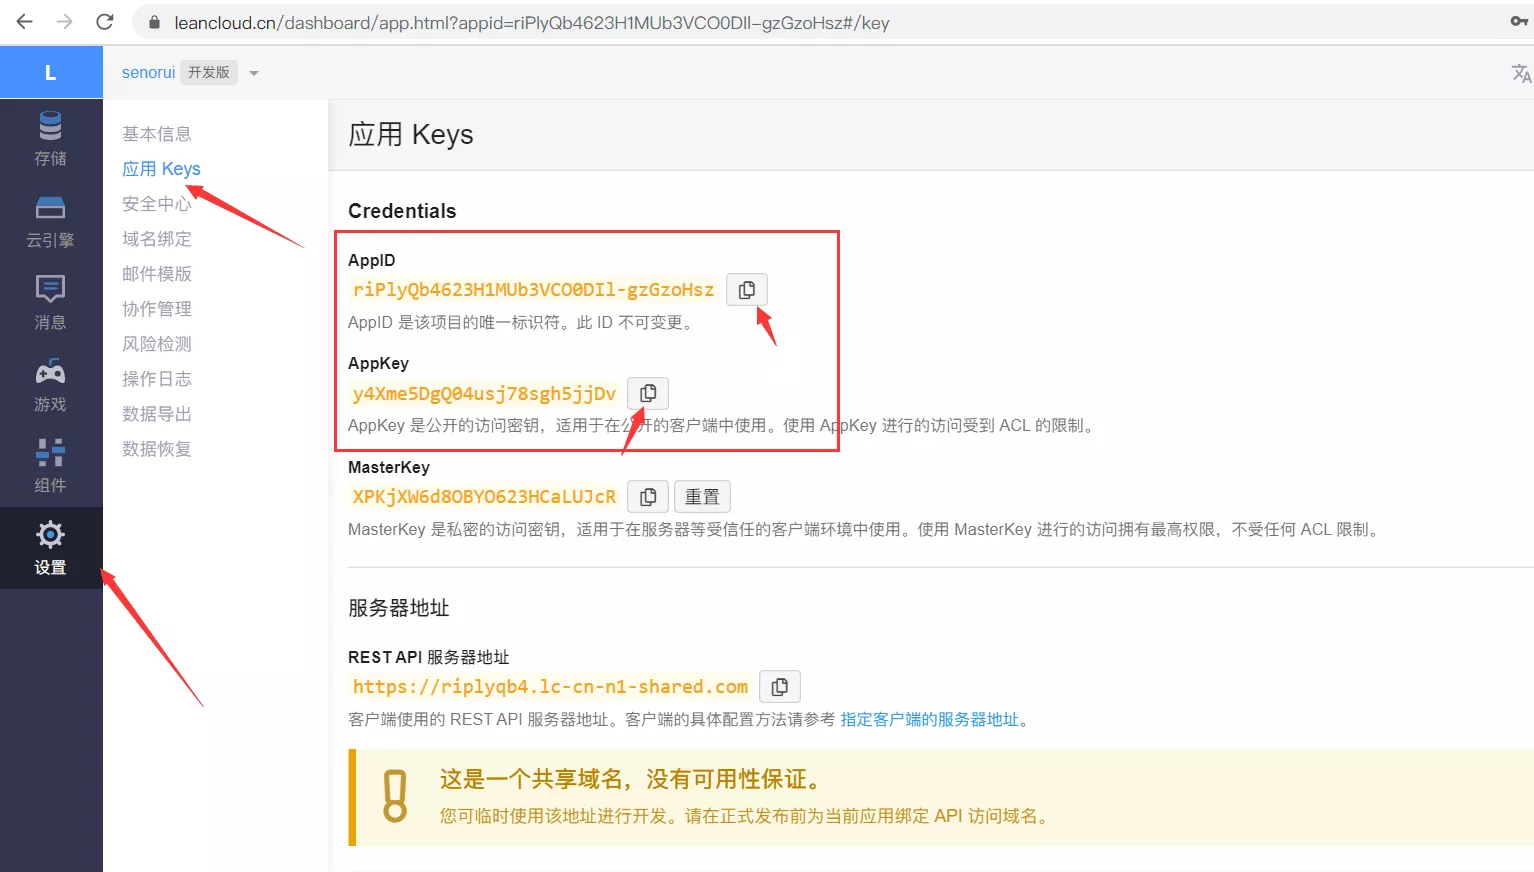 leancloud.cn/dashboard/app.html?appid=riPlyQb4623H1MUb3VCO0DIl-gzGzoHsz#/key
L
senorui 开发版
存储
云引擎
消息
游戏
组件
设置
基本信息
应用 Keys
安全中心
域名绑定
邮件模版
协作管理
风险检测
操作日志
数据导出
数据恢复
应用 Keys
Credentials
AppID
riPlyQb4623H1MUb3VCO0DIl-gzGzoHsz
AppID 是该项目的唯一标识符。此 ID 不可变更。
AppKey
y4Xme5DgQ04usj78sgh5jjDv
AppKey 是公开的访问密钥，适用于在公开的客户端中使用。使用 AppKey 进行的访问受到 ACL 的限制。
MasterKey
XPKjXW6d8OBYO623HCaLUJcR 重置
MasterKey 是私密的访问密钥，适用于在服务器等受信任的客户端环境中使用。使用 MasterKey 进行的访问拥有最高权限，不受任何 ACL 限制。
服务器地址
REST API 服务器地址
https://riplyqb4.lc-cn-n1-shared.com
客户端使用的 REST API 服务器地址。客户端的具体配置方法请参考 指定客户端的服务器地址。
这是一个共享域名，没有可用性保证。
您可临时使用该地址进行开发。请在正式发布前为当前应用绑定 API 访问域名。